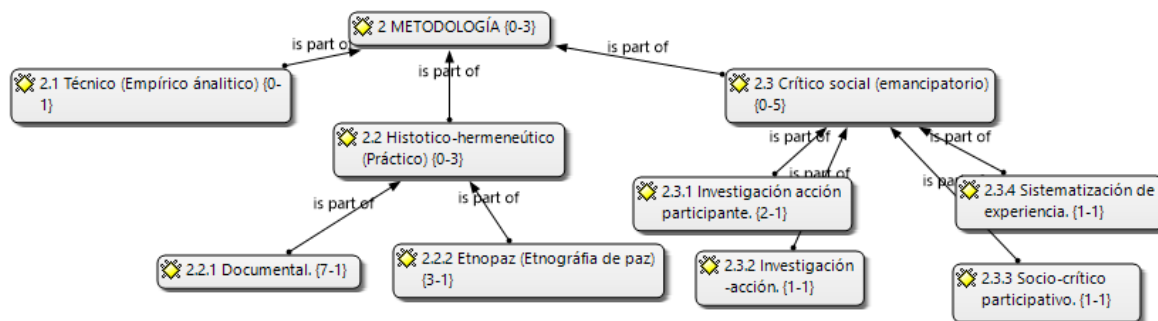 2 METODOLOGÍA {0-3}
is part of
is part of
is part of
2.1 Técnico (Empírico ánalitico) {0-
1}
2.3 Crítico social (emancipatorio)
{0-5}
2.2 Histotico-hermeneútico
(Práctico) {0-3}
is part of
is part of
is part of
is part of
is part of
2.3.1 Investigación acción
participante. {2-1}
2.3.4 Sistematización de
experiencia. {1-1}
is part of
2.2.1 Documental. {7-1}
2.2.2 Etnopaz (Etnográfia de paz)
{3-1}
2.3.2 Investigación
-acción. {1-1}
2.3.3 Socio-crítico
participativo. {1-1}